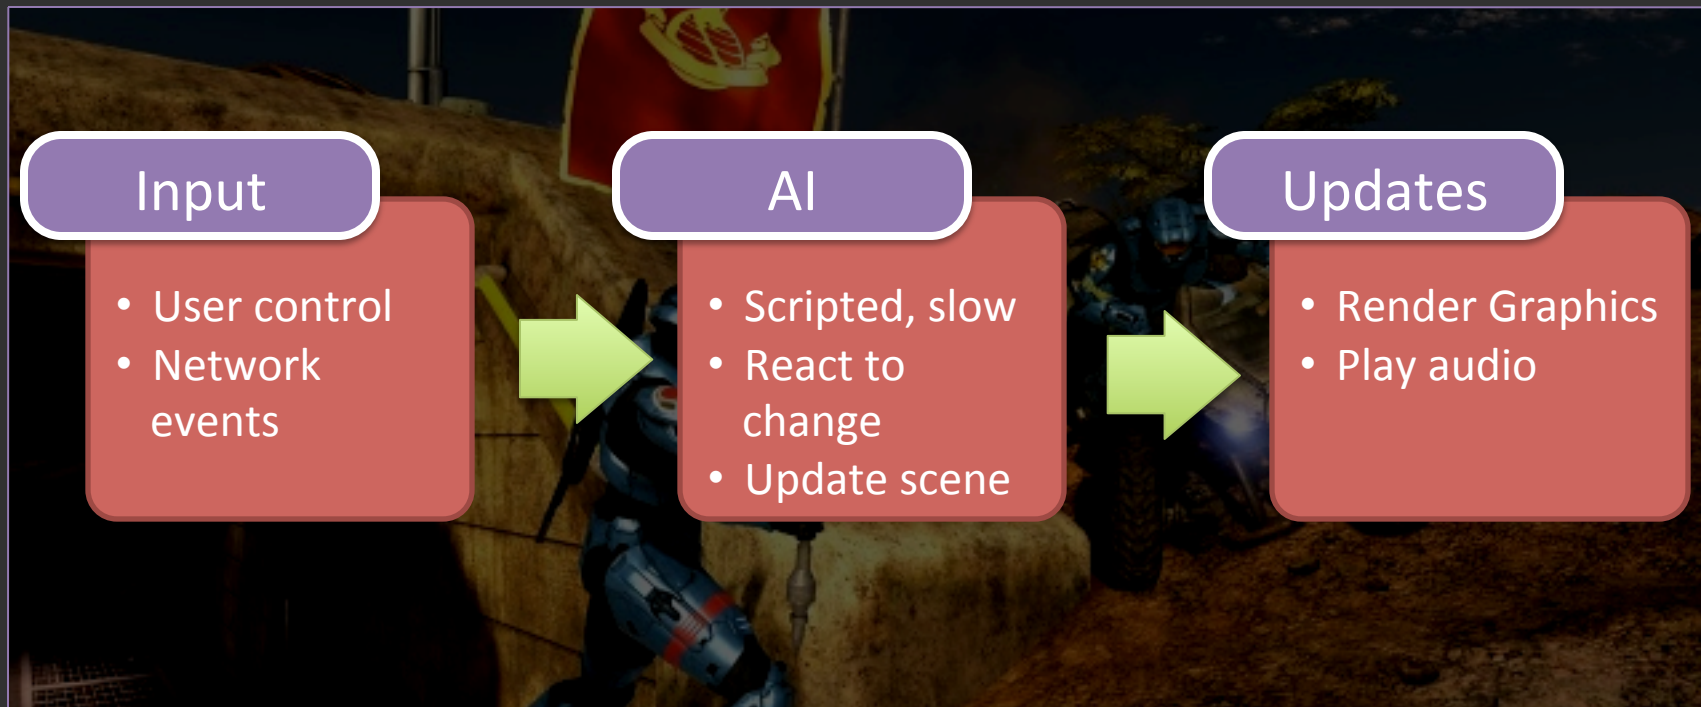 Input
• User control
• Network
events
AI
• Scripted, slow
• React to
change
• Update scene
Updates
• Render Graphics
• Play audio